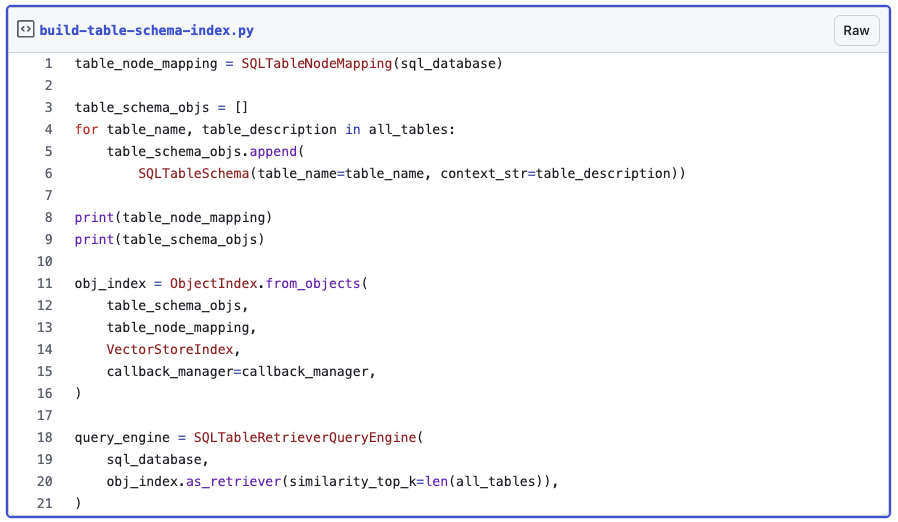 build-table-schema-index.py
Raw
1 table_node_mapping = SQLTableNodeMapping(sql_database)
2
3 table_schema_objs = []
4 for table_name, table_description in all_tables:
5     table_schema_objs.append(
6         SQLTableSchema(table_name=table_name, context_str=table_description))
7
8 print(table_node_mapping)
9 print(table_schema_objs)
10
11 obj_index = ObjectIndex.from_objects(
12     table_schema_objs,
13     table_node_mapping,
14     VectorStoreIndex,
15     callback_manager=callback_manager,
16 )
17
18 query_engine = SQLTableRetrieverQueryEngine(
19     sql_database,
20     obj_index.as_retriever(similarity_top_k=len(all_tables)),
21 )